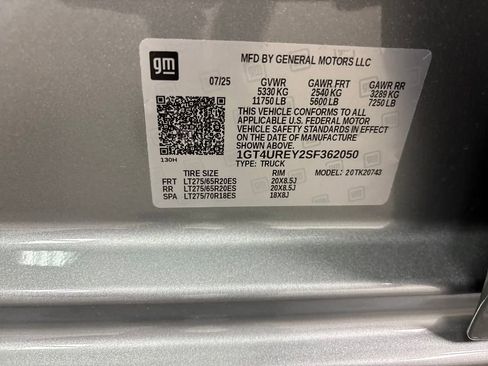 gm
MFD BY GENERAL MOTORS LLC
07/25 GVWR GAWR FRT GAWR RR
5330 KG 2540 KG 3289 KG
11750 LB 5600 LB 7250 LB
THIS VEHICLE CONFORMS TO ALL
APPLICABLE U.S. FEDERAL MOTOR
VEHICLE SAFETY STANDARDS IN EFFECT
ON THE DATE OF MANUFACTURE
SHOWN ABOVE.
1GT4UREY2SF362050
TYPE: TRUCK
130H
TIRE SIZE RIM MODEL: 20TK20743
FRT LT275/65R20ES 20X8.5J
RR LT275/65R20ES 20X8.5J
SPA LT275/70R18ES 18X8J